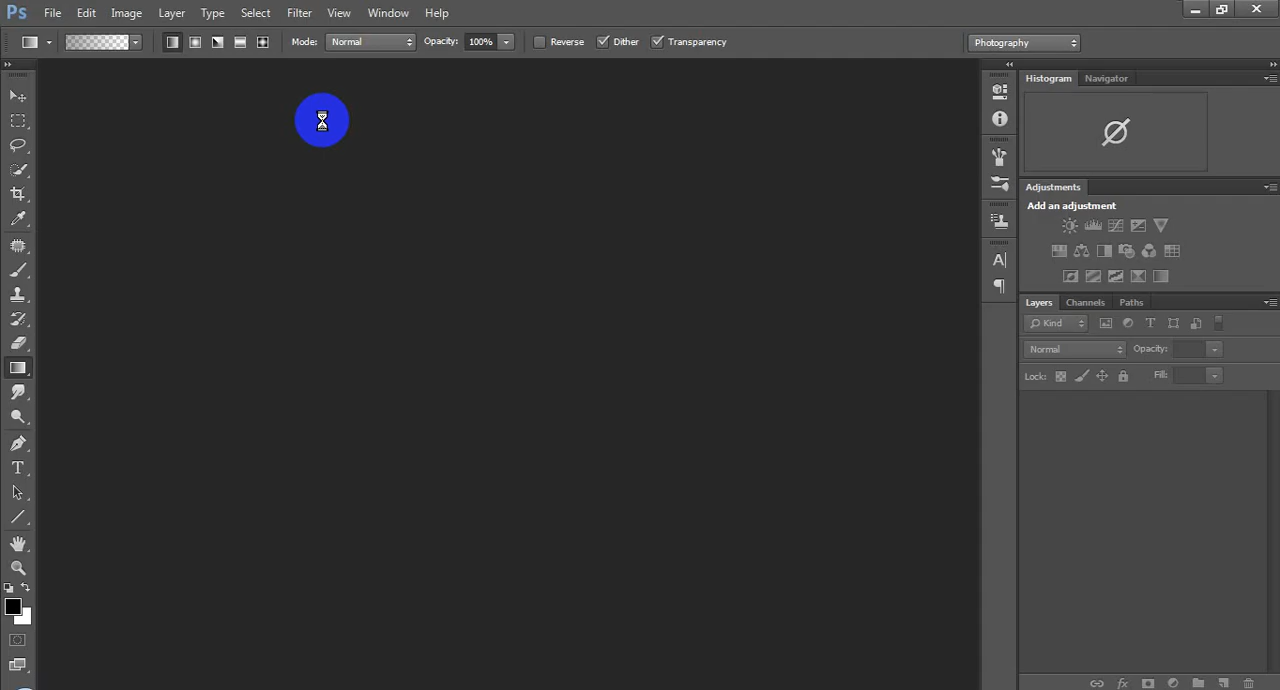 Ps File Edit Image Layer Type Select Filter View Window Help
Mode: Normal Opacity: 100% Reverse Dither Transparency Photography
Histogram Navigator
Adjustments
Add an adjustment
Layers Channels Paths
Kind T
Normal Opacity:
Lock: Fill:
A
T
fx